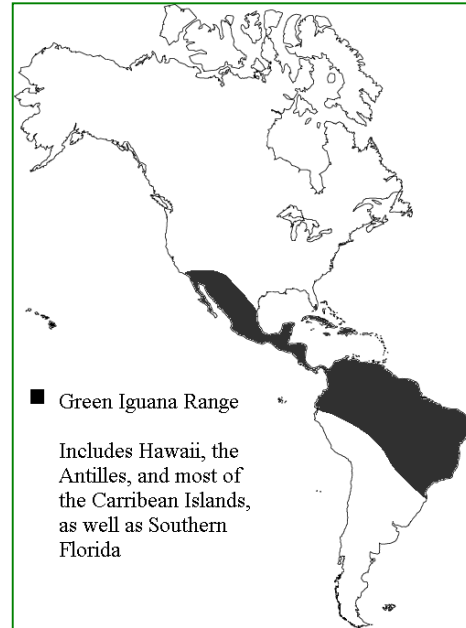 Green Iguana Range
Includes Hawaii, the
Antilles, and most of
the Carribean Islands,
as well as Southern
Florida